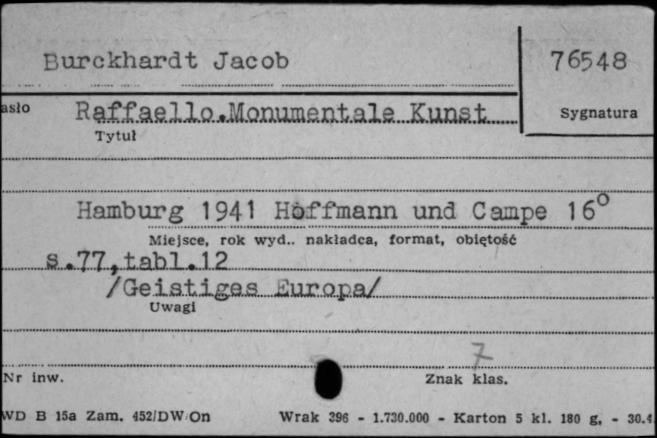 Burckhardt Jacob
76548
asło
Raffaello.Monumentale Kunst
Sygnatura
Tytuł
Hamburg 1941 Hoffmann und Campe 16°
Miejsce, rok wyd.. nakładca, format, objętość
s.77,tabl.12
/Geistiges Europa/
Uwagi
7
Nr inw.
Znak klas.
WD B 15a Zam. 452/DW/On Wrak 396 - 1.730.000 - Karton 5 kl. 180 g, - 30.4